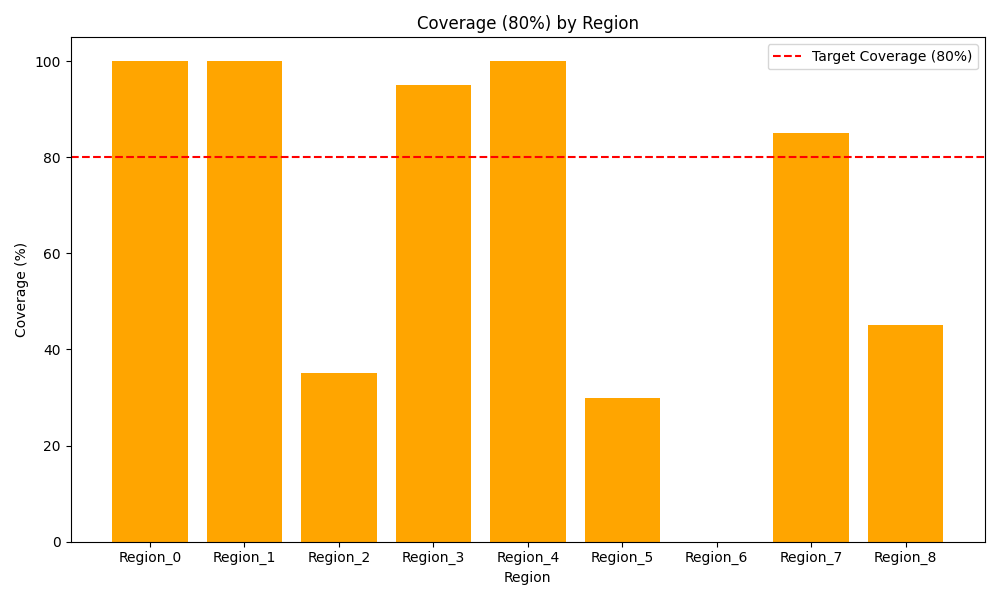 Coverage (80%) by Region
Target Coverage (80%)
Coverage (%)
100
80
60
40
20
0
Region_0 Region_1 Region_2 Region_3 Region_4 Region_5 Region_6 Region_7 Region_8
Region